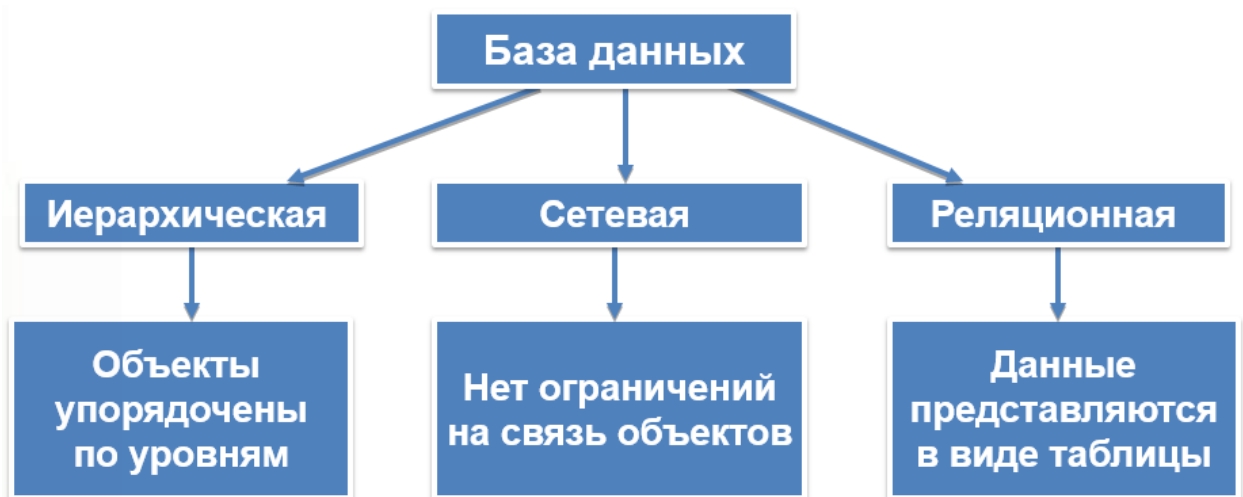 База данных
Иерархическая
Сетевая
Реляционная
Объекты
упорядочены
по уровням
Нет ограничений
на связь объектов
Данные
представляются
в виде таблицы